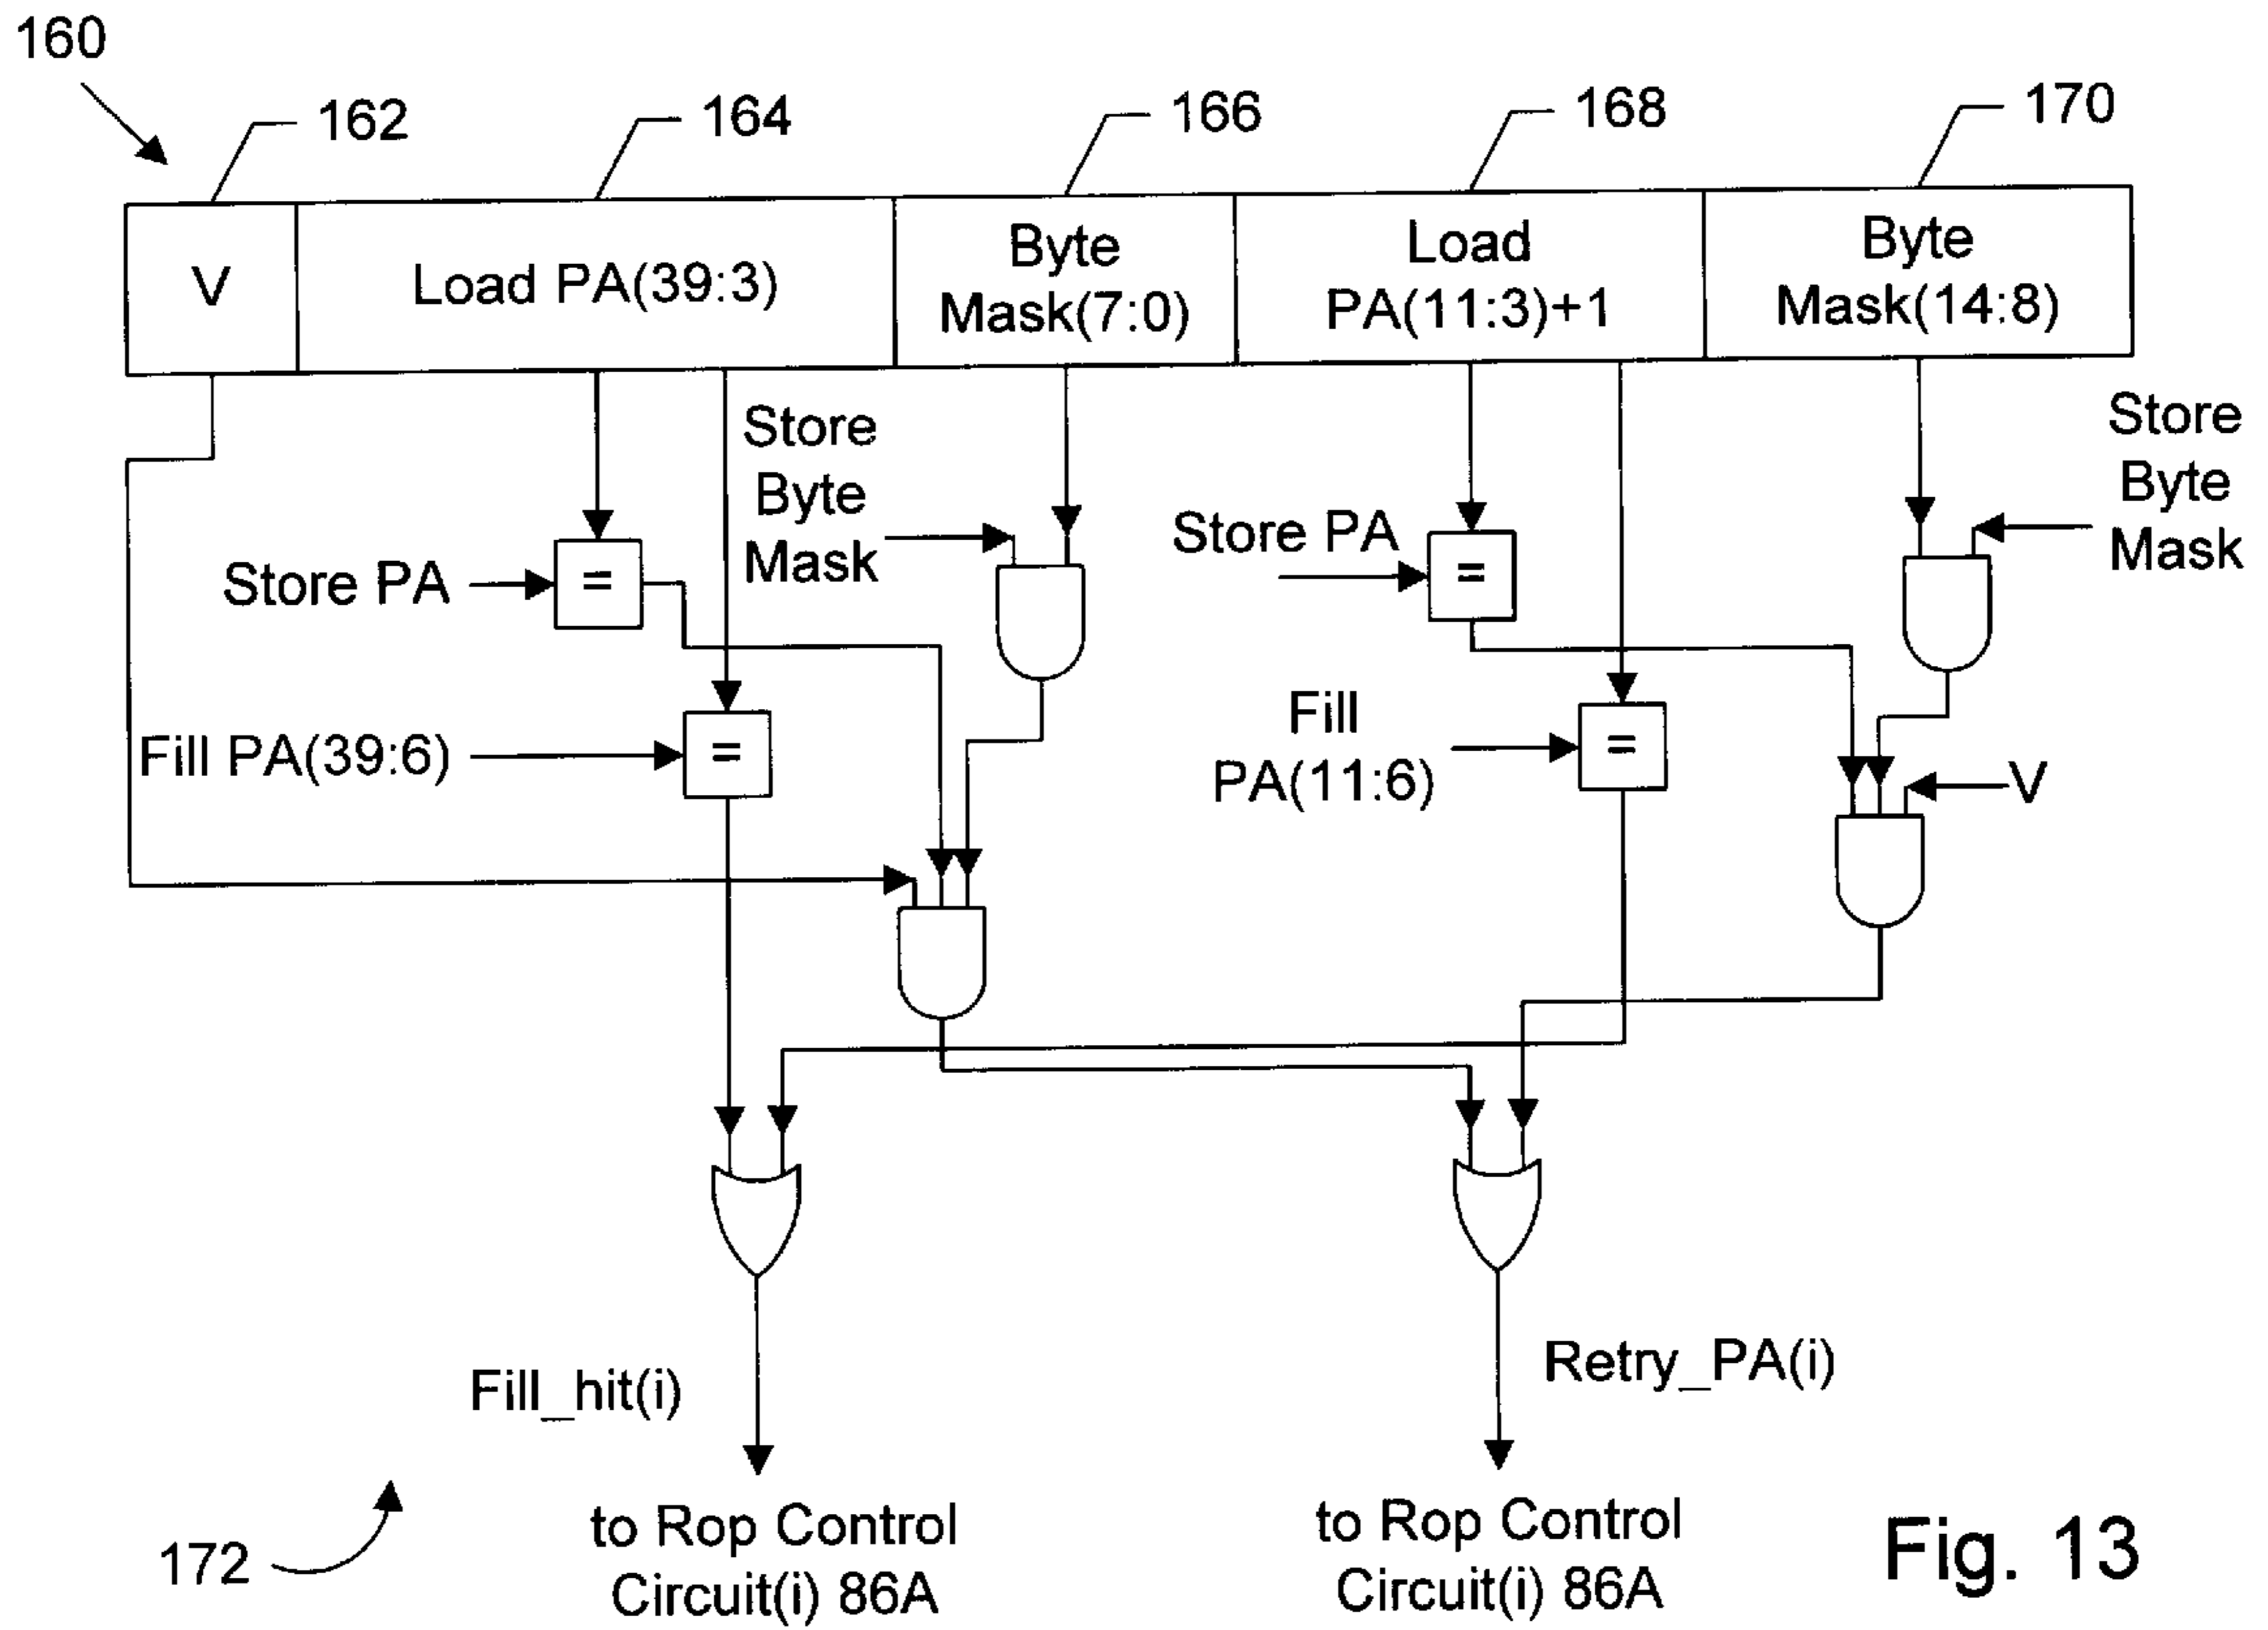 160
162
164
166
168
170
V
Load PA(39:3)
Byte
Mask(7:0)
Load
PA(11:3)+1
Byte
Mask(14:8)
Store
Byte
Mask
Store PA
=
Store PA
=
Store
Byte
Mask
Fill PA(39:6)
=
Fill
PA(11:6)
=
V
Fill_hit(i)
Retry_PA(i)
to Rop Control
Circuit(i) 86A
to Rop Control
Circuit(i) 86A
172
Fig. 13